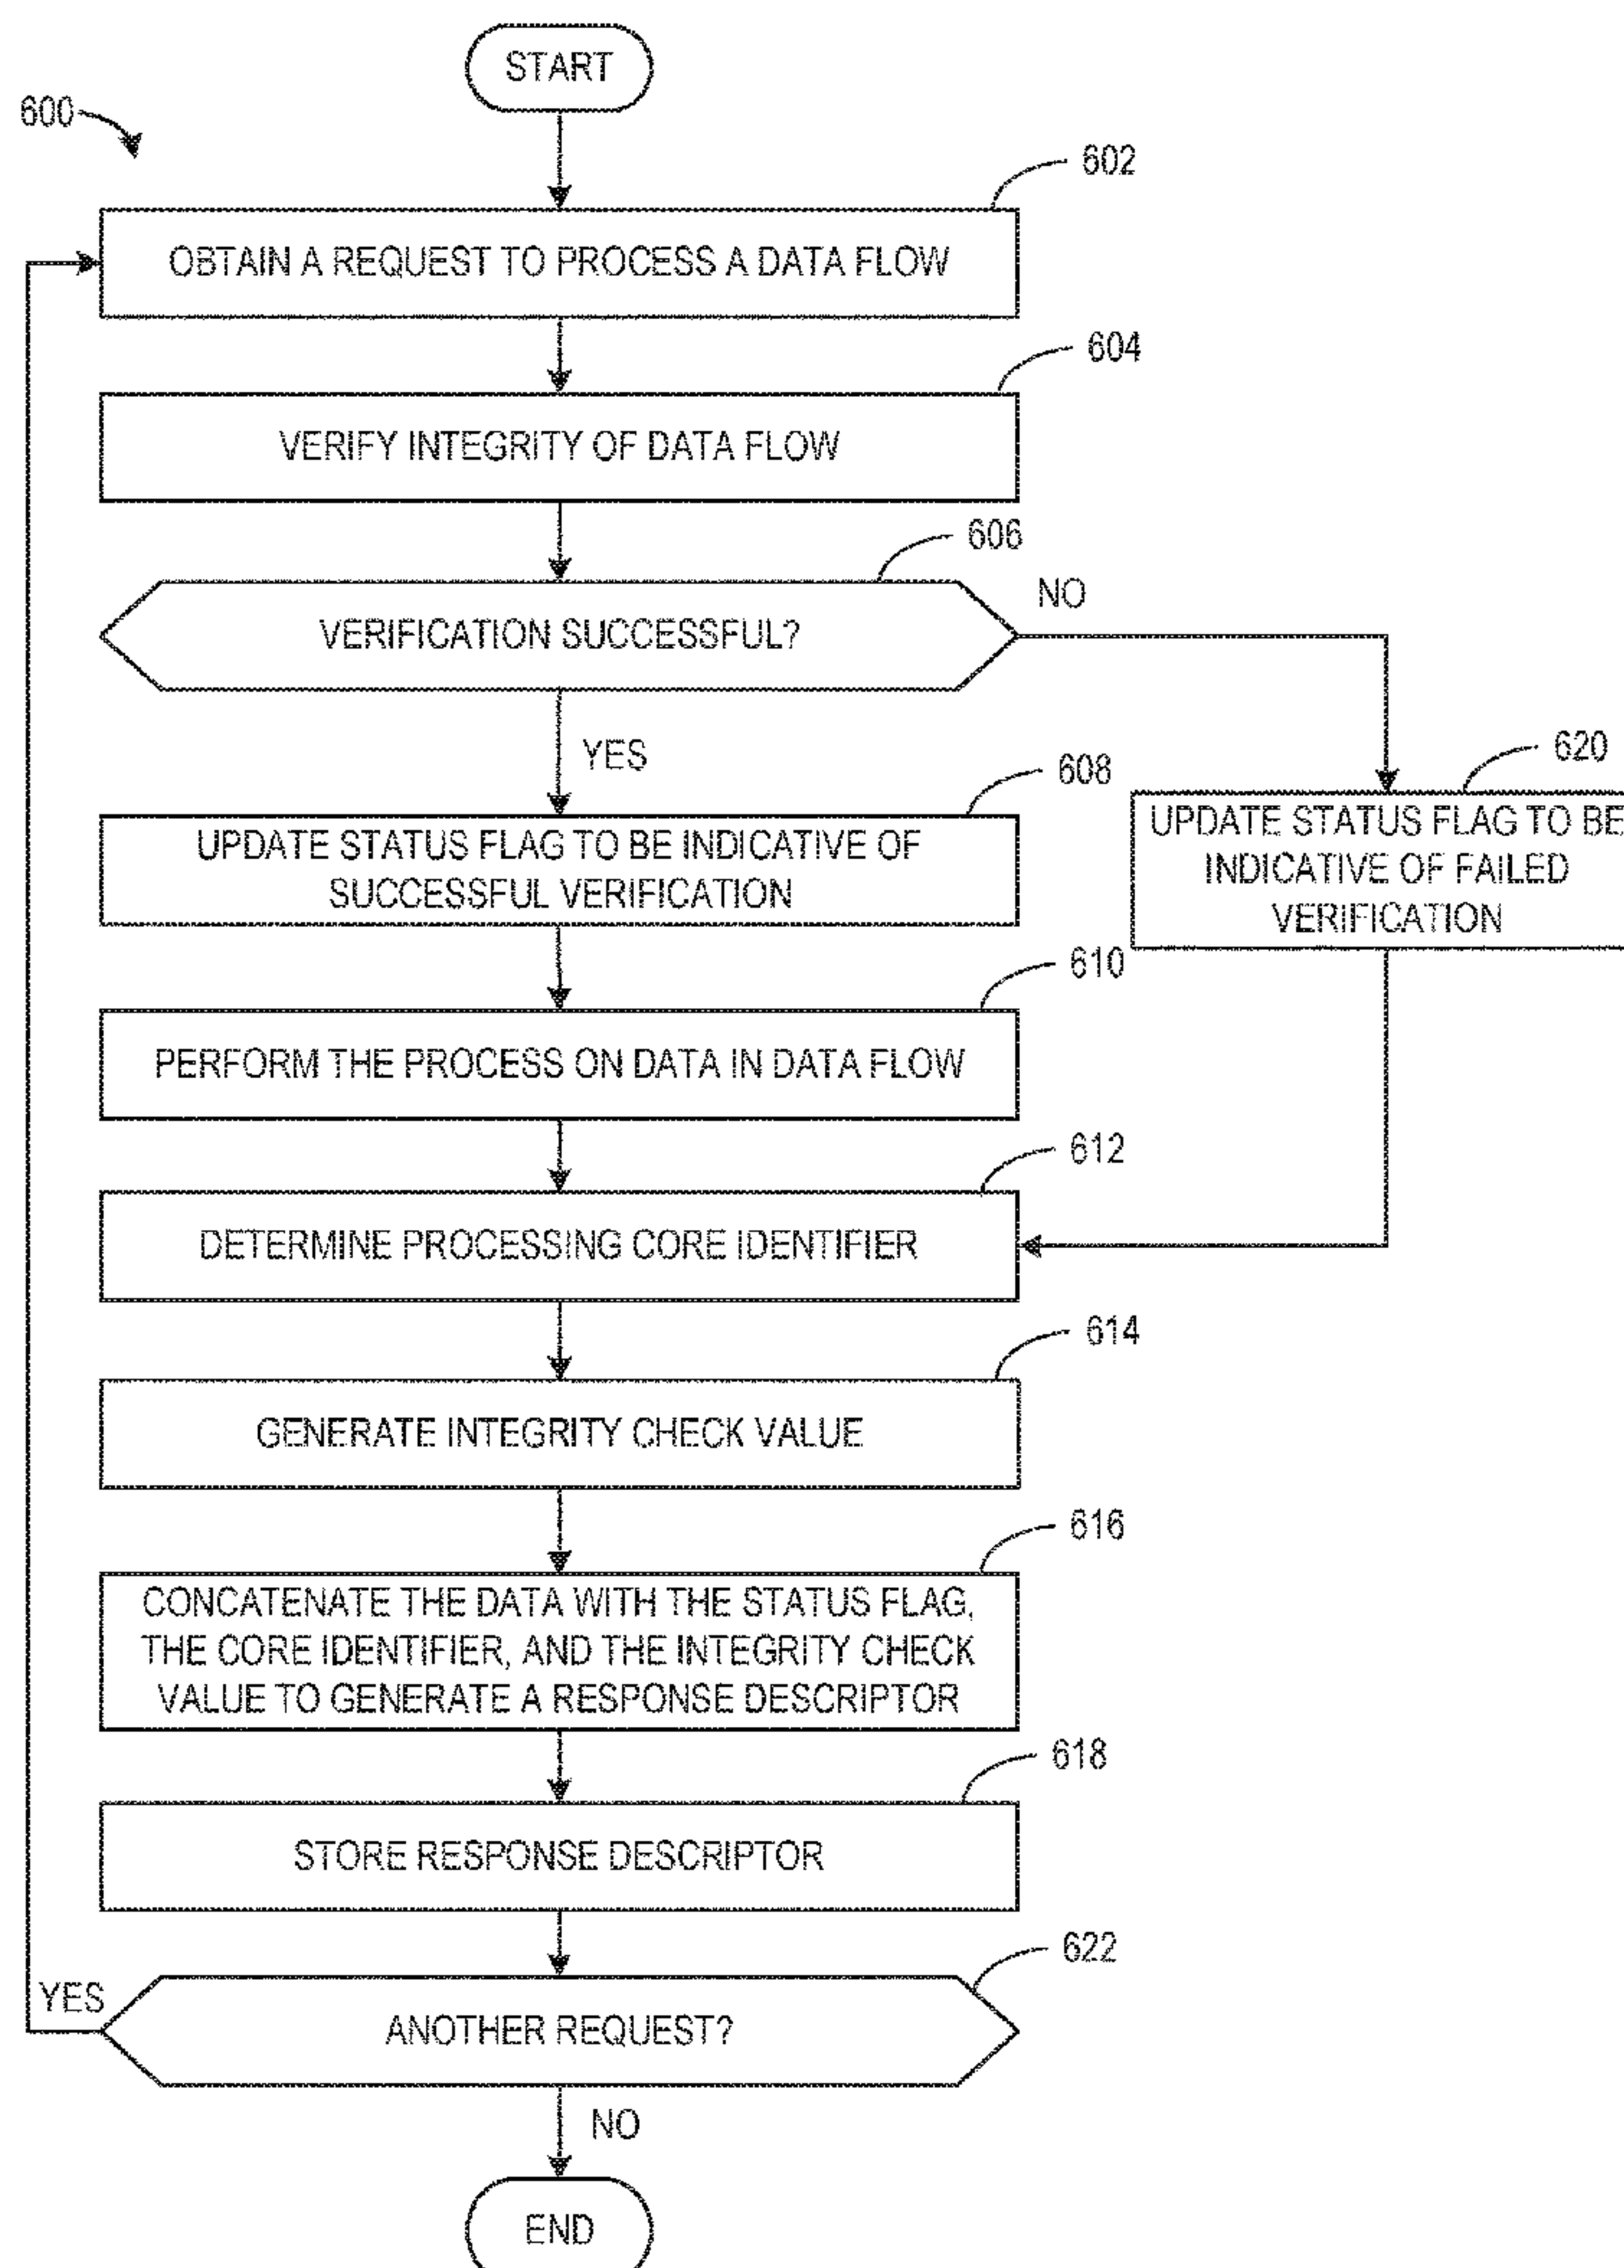 START
600
602
OBTAIN A REQUEST TO PROCESS A DATA FLOW
604
VERIFY INTEGRITY OF DATA FLOW
606
VERIFICATION SUCCESSFUL?
NO
YES
608
UPDATE STATUS FLAG TO BE INDICATIVE OF
SUCCESSFUL VERIFICATION
620
UPDATE STATUS FLAG TO BE
INDICATIVE OF FAILED
VERIFICATION
610
PERFORM THE PROCESS ON DATA IN DATA FLOW
612
DETERMINE PROCESSING CORE IDENTIFIER
614
GENERATE INTEGRITY CHECK VALUE
616
CONCATENATE THE DATA WITH THE STATUS FLAG,
THE CORE IDENTIFIER, AND THE INTEGRITY CHECK
VALUE TO GENERATE A RESPONSE DESCRIPTOR
618
STORE RESPONSE DESCRIPTOR
622
YES
ANOTHER REQUEST?
NO
END